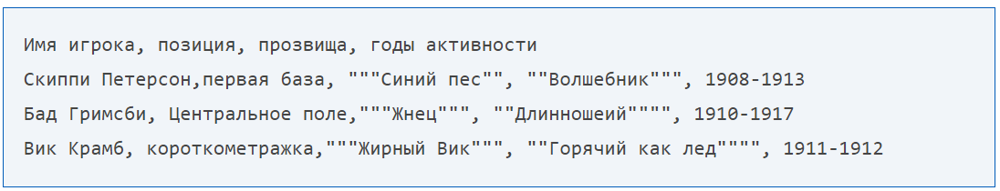 Имя игрока, позиция, прозвища, годы активности
Скиппи Петерсон,первая база, """Синий пес"", ""Волшебник""", 1908-1913
Бад Гримсби, Центральное поле,"""Жнец""", ""Длинношеий"""", 1910-1917
Вик Крамб, короткометражка,"""Жирный Вик""", ""Горячий как лед"""", 1911-1912